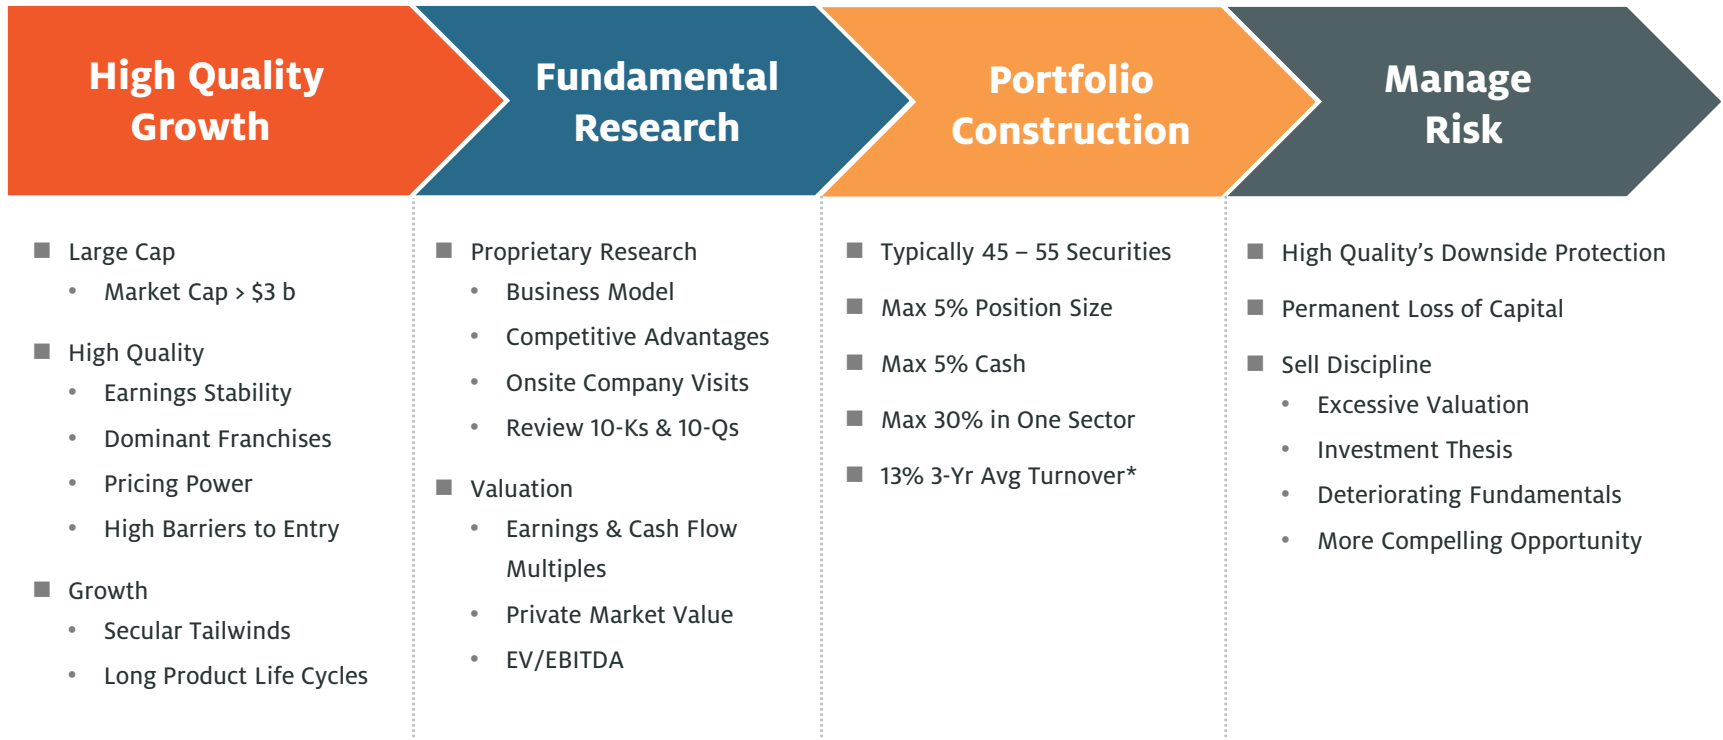 High Quality
Growth
Fundamental
Research
Portfolio
Construction
Manage
Risk
Large Cap
Market Cap > $3 b
High Quality
Earnings Stability
Dominant Franchises
Pricing Power
High Barriers to Entry
Growth
Secular Tailwinds
Long Product Life Cycles
Proprietary Research
Business Model
Competitive Advantages
Onsite Company Visits
Review 10-Ks & 10-Qs
Valuation
Earnings & Cash Flow
Multiples
Private Market Value
EV/EBITDA
Typically 45 – 55 Securities
Max 5% Position Size
Max 5% Cash
Max 30% in One Sector
13% 3-Yr Avg Turnover*
High Quality’s Downside Protection
Permanent Loss of Capital
Sell Discipline
Excessive Valuation
Investment Thesis
Deteriorating Fundamentals
More Compelling Opportunity